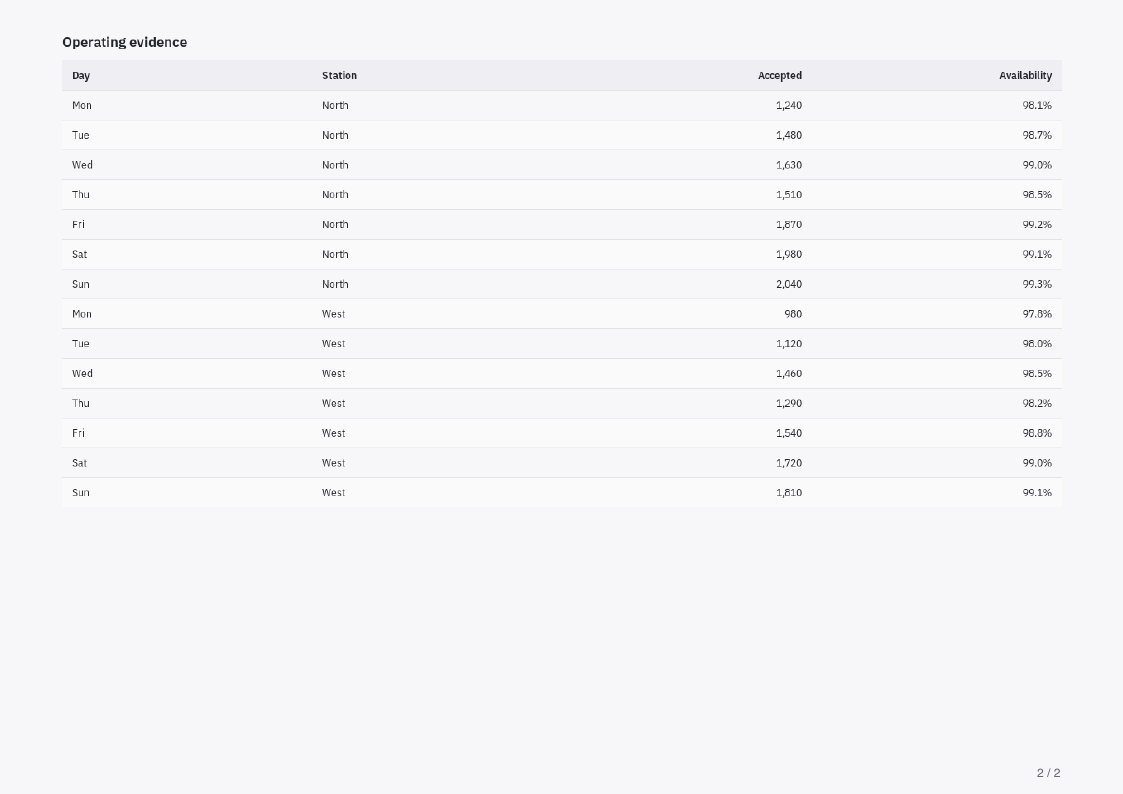 Operating evidence
Day Station Accepted Availability
Mon North 1,240 98.1%
Tue North 1,480 98.7%
Wed North 1,630 99.0%
Thu North 1,510 98.5%
Fri North 1,870 99.2%
Sat North 1,980 99.1%
Sun North 2,040 99.3%
Mon West 980 97.8%
Tue West 1,120 98.0%
Wed West 1,460 98.5%
Thu West 1,290 98.2%
Fri West 1,540 98.8%
Sat West 1,720 99.0%
Sun West 1,810 99.1%
2 / 2